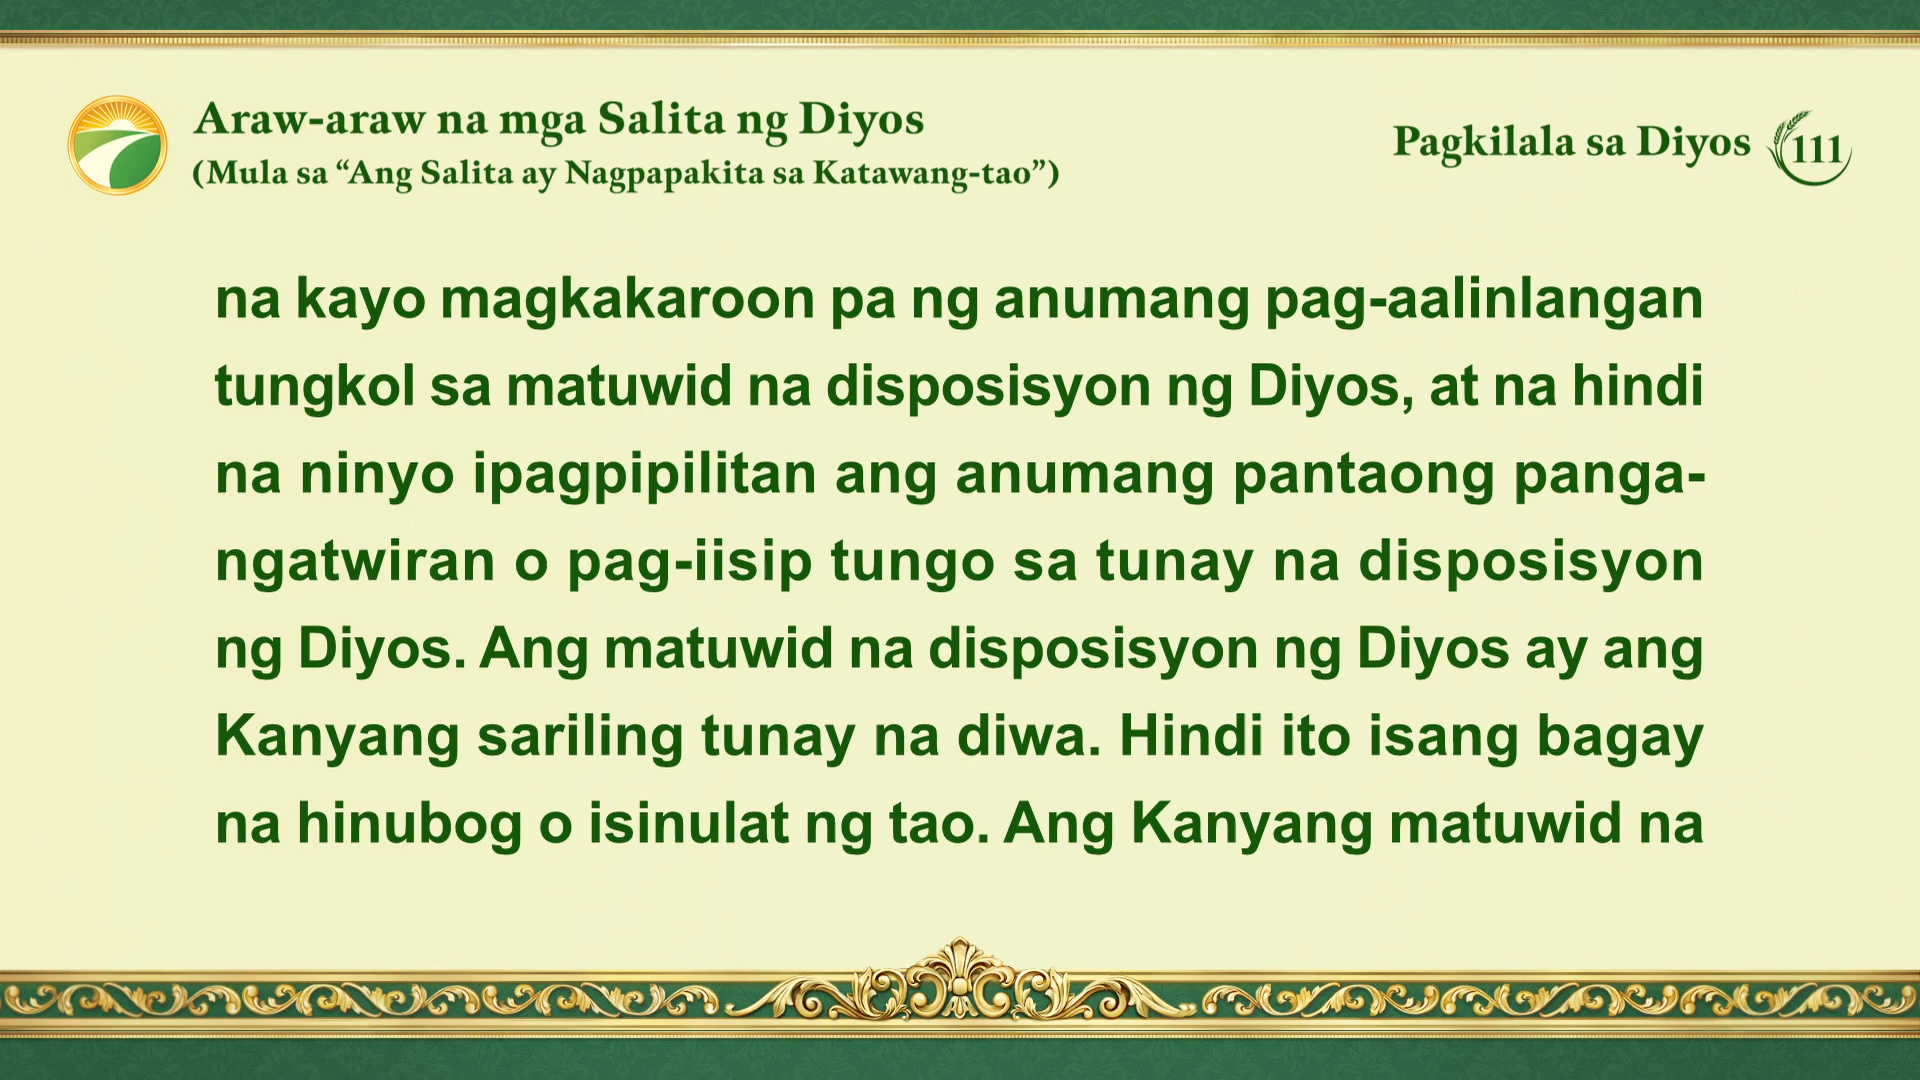 Araw-araw na mga Salita ng Diyos
(Mula sa “Ang Salita ay Nagpapakita sa Katawang-tao”)
Pagkilala sa Diyos 111
na kayo magkakaroon pa ng anumang pag-aalinlangan
tungkol sa matuwid na disposisyon ng Diyos, at na hindi
na ninyo ipagpipilitan ang anumang pantaong panga-
ngatwiran o pag-iisip tungo sa tunay na disposisyon
ng Diyos. Ang matuwid na disposisyon ng Diyos ay ang
Kanyang sariling tunay na diwa. Hindi ito isang bagay
na hinubog o isinulat ng tao. Ang Kanyang matuwid na